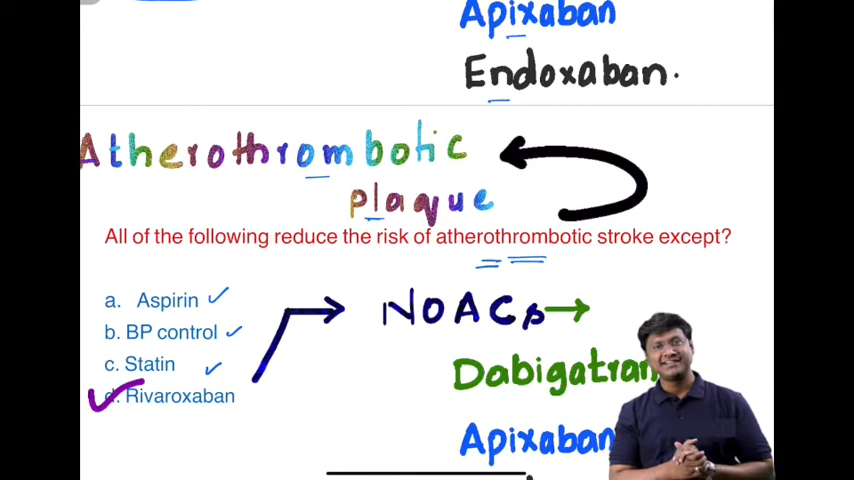 Apixaban
Endoxaban.
Atherothrombotic
plaque
All of the following reduce the risk of atherothrombotic stroke except?
a. Aspirin
b. BP control
c. Statin
d. Rivaroxaban
NOACs
Dabigatran
Apixaban